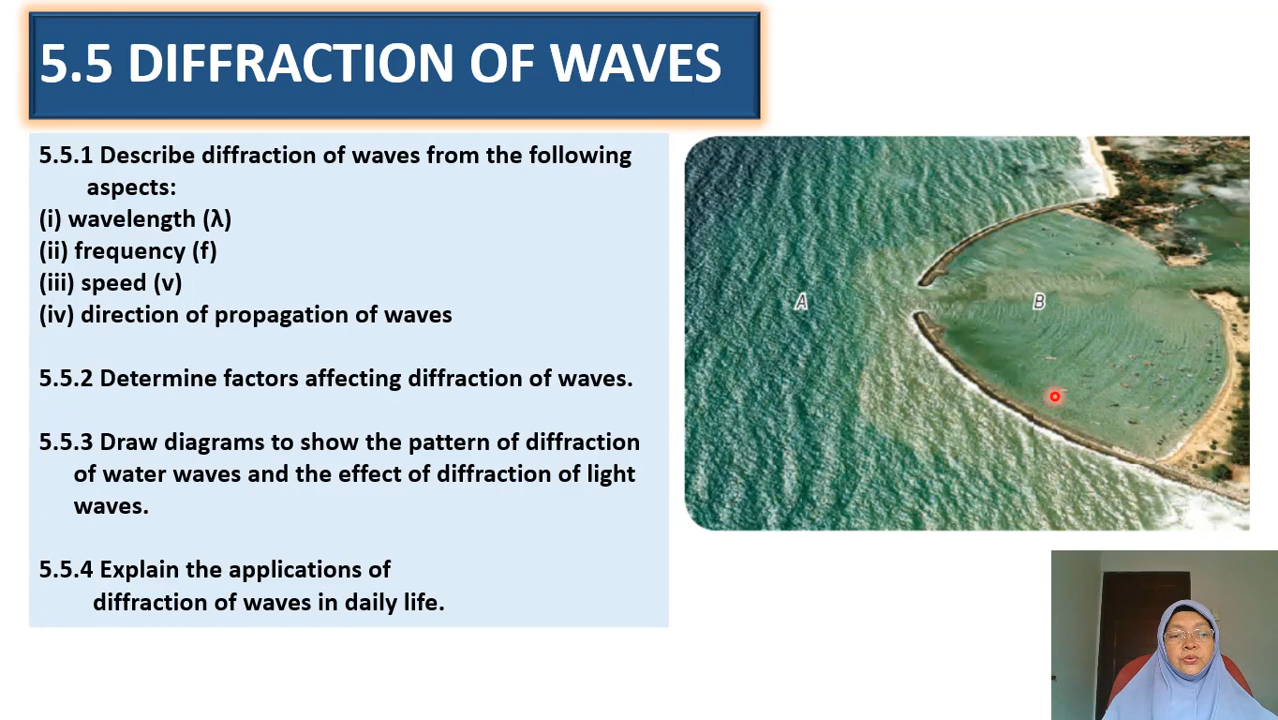 5.5 DIFFRACTION OF WAVES
5.5.1 Describe diffraction of waves from the following
aspects:
(i) wavelength (λ)
(ii) frequency (f)
(iii) speed (v)
(iv) direction of propagation of waves
5.5.2 Determine factors affecting diffraction of waves.
5.5.3 Draw diagrams to show the pattern of diffraction
of water waves and the effect of diffraction of light
waves.
5.5.4 Explain the applications of
diffraction of waves in daily life.
A
B